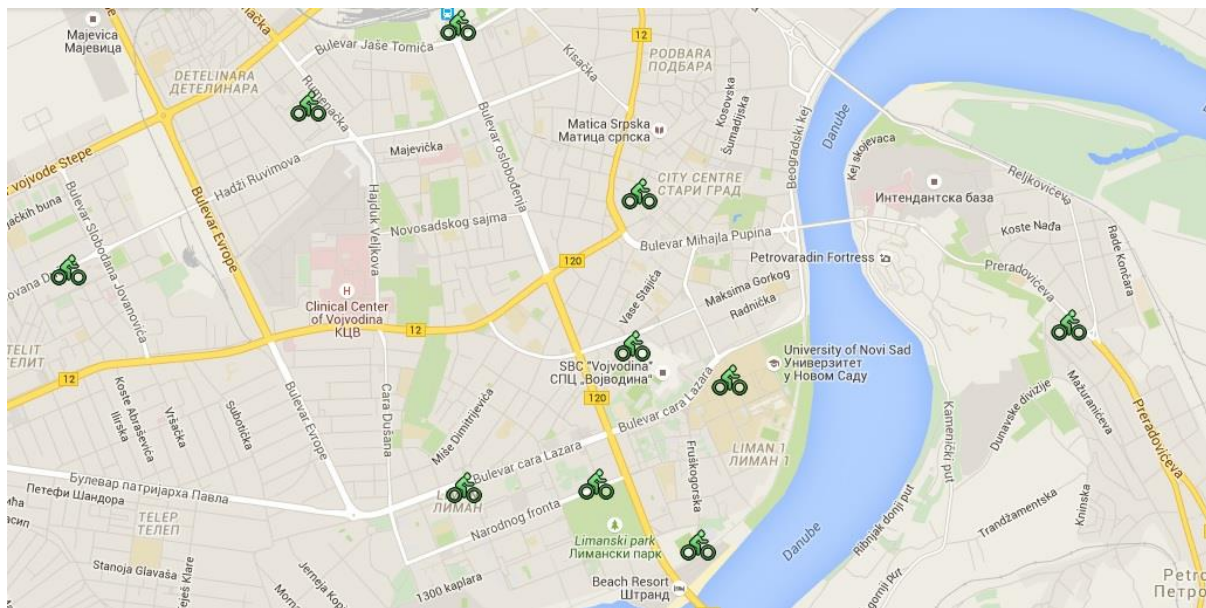 Majevica
Мајевица
Bulevar Jaše Tomića
Kisačka
12
PODBARA
ПОДБАРА
DETELINARA
ДЕТЕЛИНАРА
Rumenačka
Kosovska
Šumadijska
Matica Srpska
Матица српска
Beogradski kej
Danube
Kej skojevaca
Reljkovićeva
vojvode Stepe
Majevička
Hadži Ruvimova
Bulevar oslobođenja
CITY CENTRE
СТАРИ ГРАД
Интендантска база
Bulevar Slobodana Jovanovića
Bulevar Evrope
Hajduk Veljkova
Novosadskog sajma
Bulevar Mihajla Pupina
Koste Nađa
Rade Končara
Petrovaradin Fortress
120
Preradovićeva
Clinical Center
of Vojvodina
КЦВ
Vase Stajića
Maksima Gorkog
Radnička
12
SBC "Vojvodina"
СПЦ „Војводина"
University of Novi Sad
Универзитет
у Новом Саду
12
120
Koste Abraševića
Ilirska
Vršačka
Subotička
Bulevar Evrope
Cara Dušana
Miše Dimitrijevića
Bulevar cara Lazara
Dunavske divizije
Mažuranićeva
Kamenički put
Preradovićeva
LIMAN 1
ЛИМАН 1
Fruškogorska
Bulevar cara Lazara
Булевар патријарха Павла
Петефи Шандора
ЛИМАН
Narodnog fronta
TELEP
ТЕЛЕП
Limanski park
Лимански парк
Danube
Ribnjak donji put
Trandžamentska
Kninska
Stanoja Glavaša
1300 kaplara
Beach Resort
Штранд